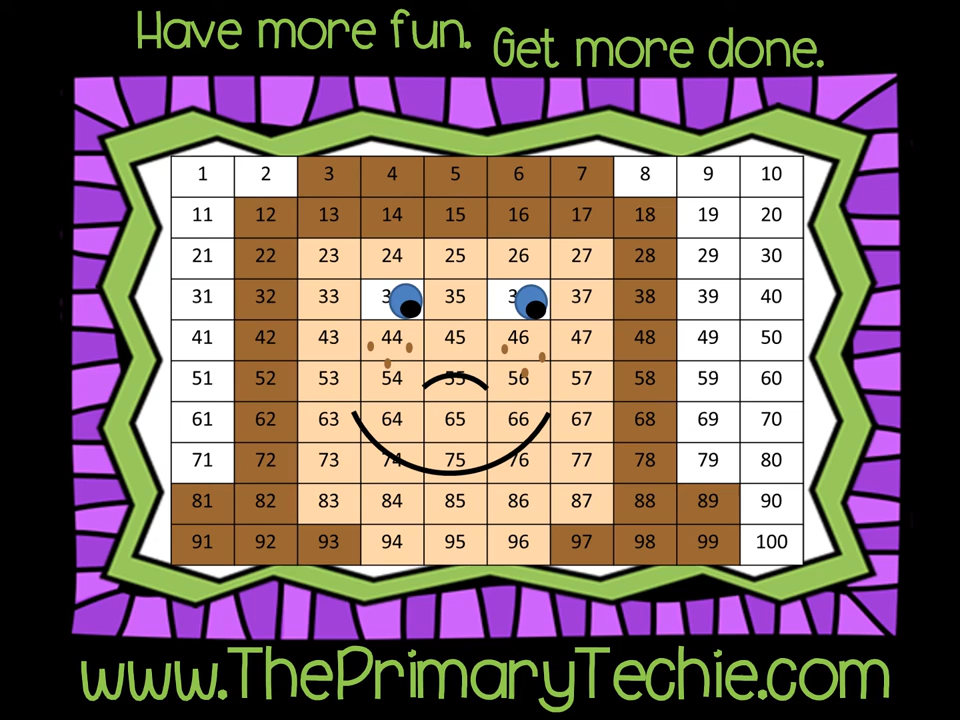 Have more fun. Get more done.
1 2 3 4 5 6 7 8 9 10
11 12 13 14 15 16 17 18 19 20
21 22 23 24 25 26 27 28 29 30
31 32 33 35 37 38 39 40
41 42 43 44 45 46 47 48 49 50
51 52 53 54 55 56 57 58 59 60
61 62 63 64 65 66 67 68 69 70
71 72 73 74 75 76 77 78 79 80
81 82 83 84 85 86 87 88 89 90
91 92 93 94 95 96 97 98 99 100
www.ThePrimaryTechie.com